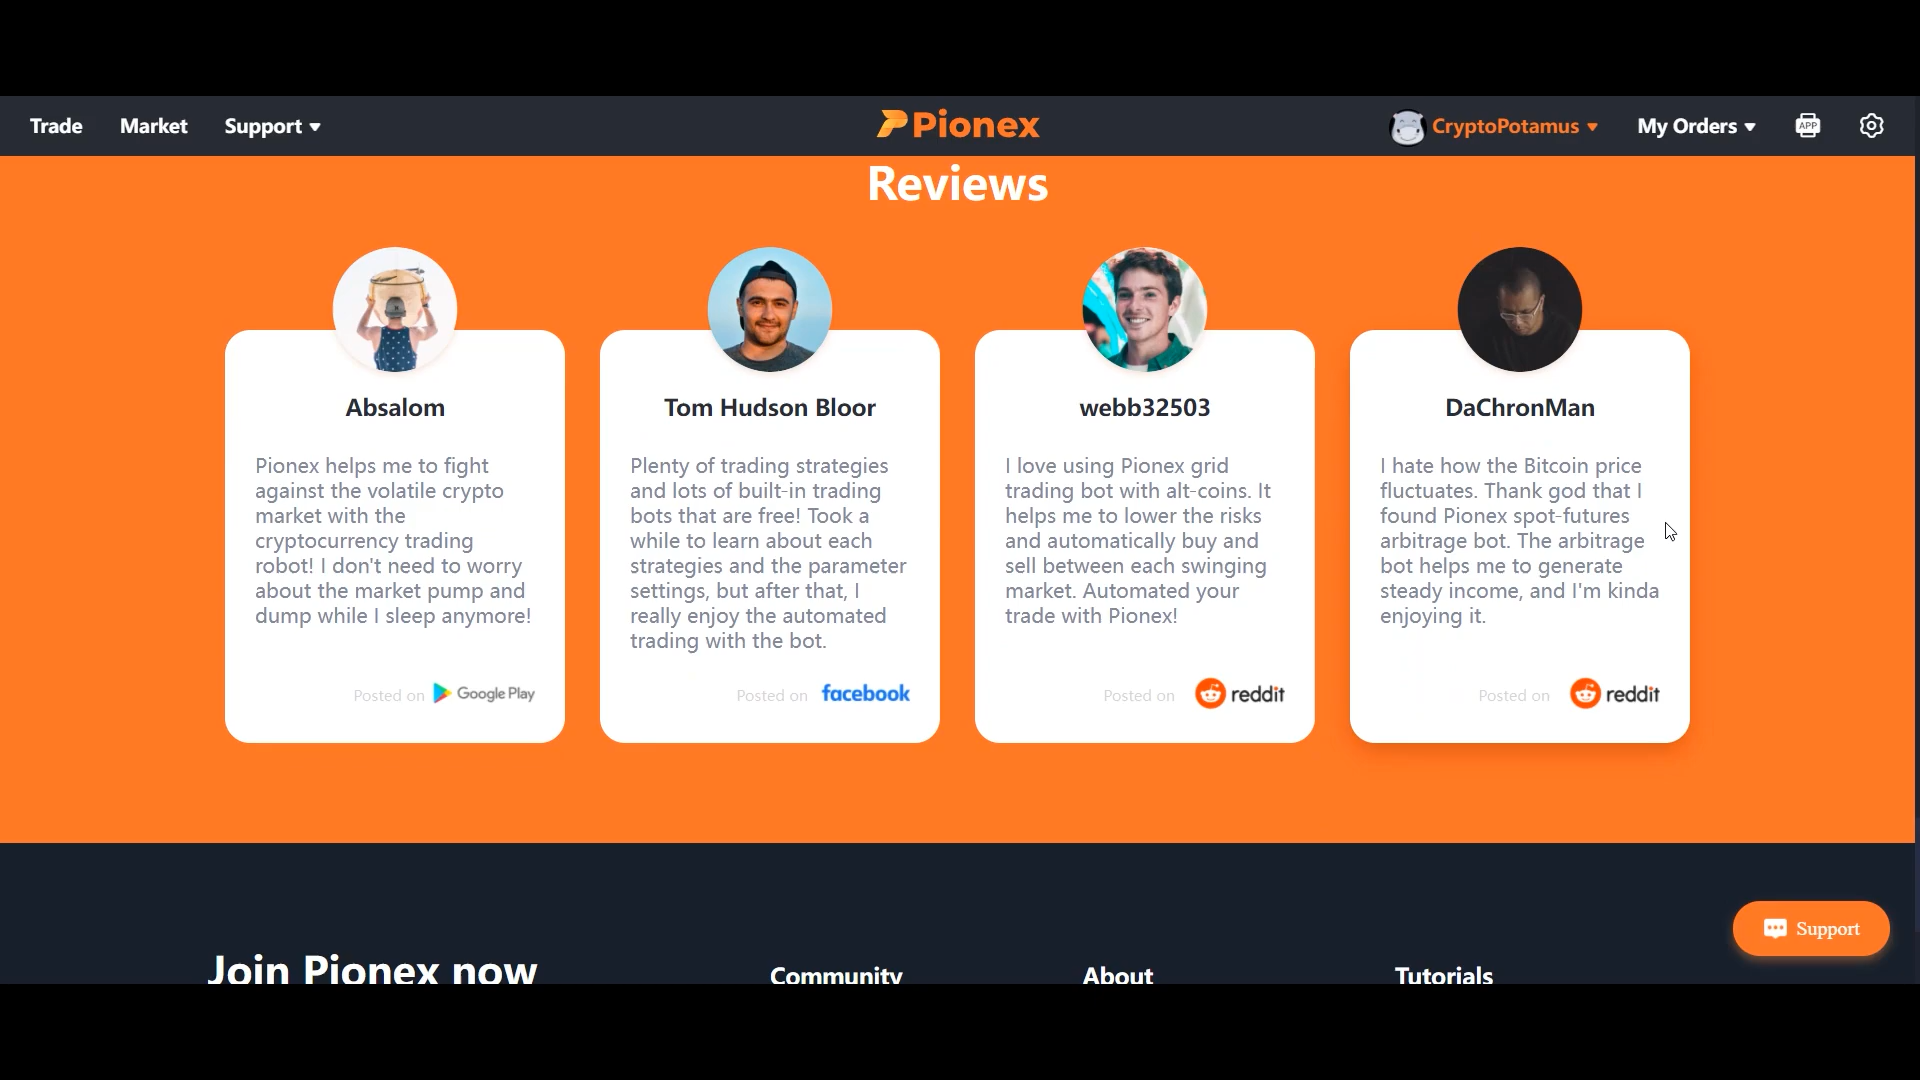 Trade Market Support Pionex CryptoPotamus My Orders APP
Reviews
Absalom
Pionex helps me to fight
against the volatile crypto
market with the
cryptocurrency trading
robot! I don't need to worry
about the market pump and
dump while I sleep anymore!
Posted on Google Play
Tom Hudson Bloor
Plenty of trading strategies
and lots of built-in trading
bots that are free! Took a
while to learn about each
strategies and the parameter
settings, but after that, I
really enjoy the automated
trading with the bot.
Posted on facebook
webb32503
I love using Pionex grid
trading bot with alt-coins. It
helps me to lower the risks
and automatically buy and
sell between each swinging
market. Automated your
trade with Pionex!
Posted on reddit
DaChronMan
I hate how the Bitcoin price
fluctuates. Thank god that I
found Pionex spot-futures
arbitrage bot. The arbitrage
bot helps me to generate
steady income, and I'm kinda
enjoying it.
Posted on reddit
Support
Join Pionex now Community About Tutorials